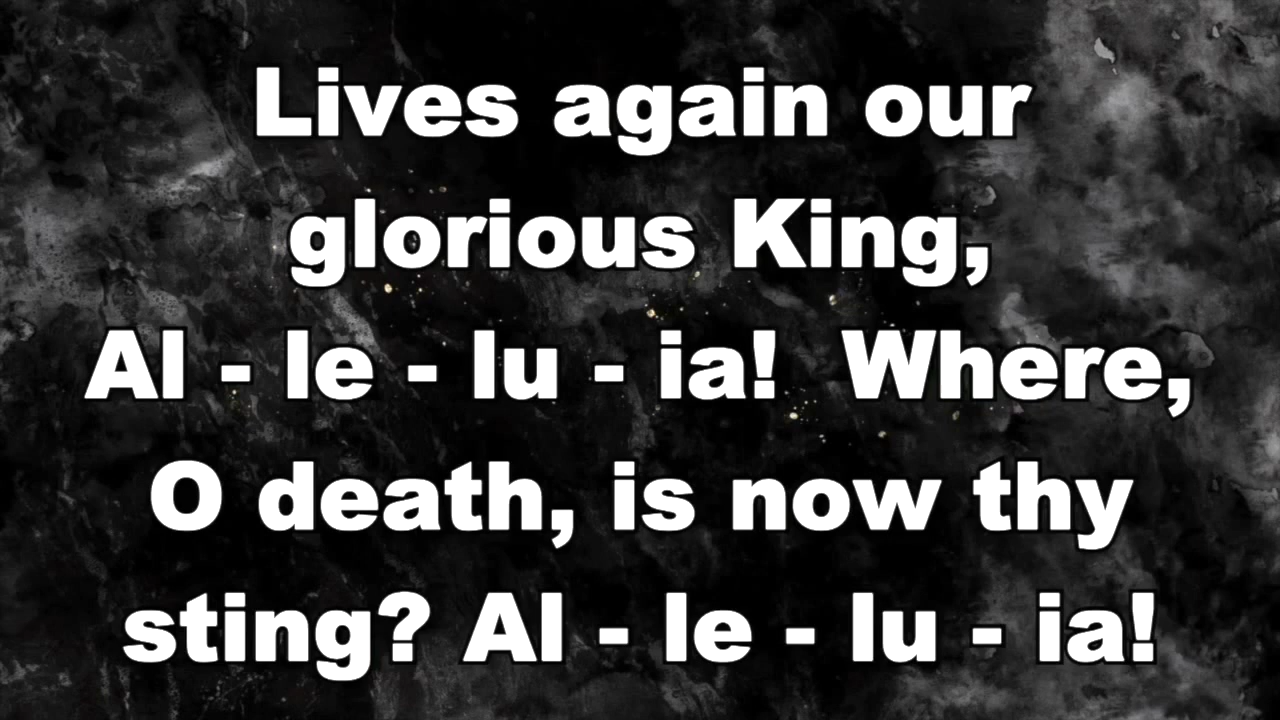 Lives again our
glorious King,
Al - le - lu - ia!  Where,
O death, is now thy
sting? Al - le - lu - ia!